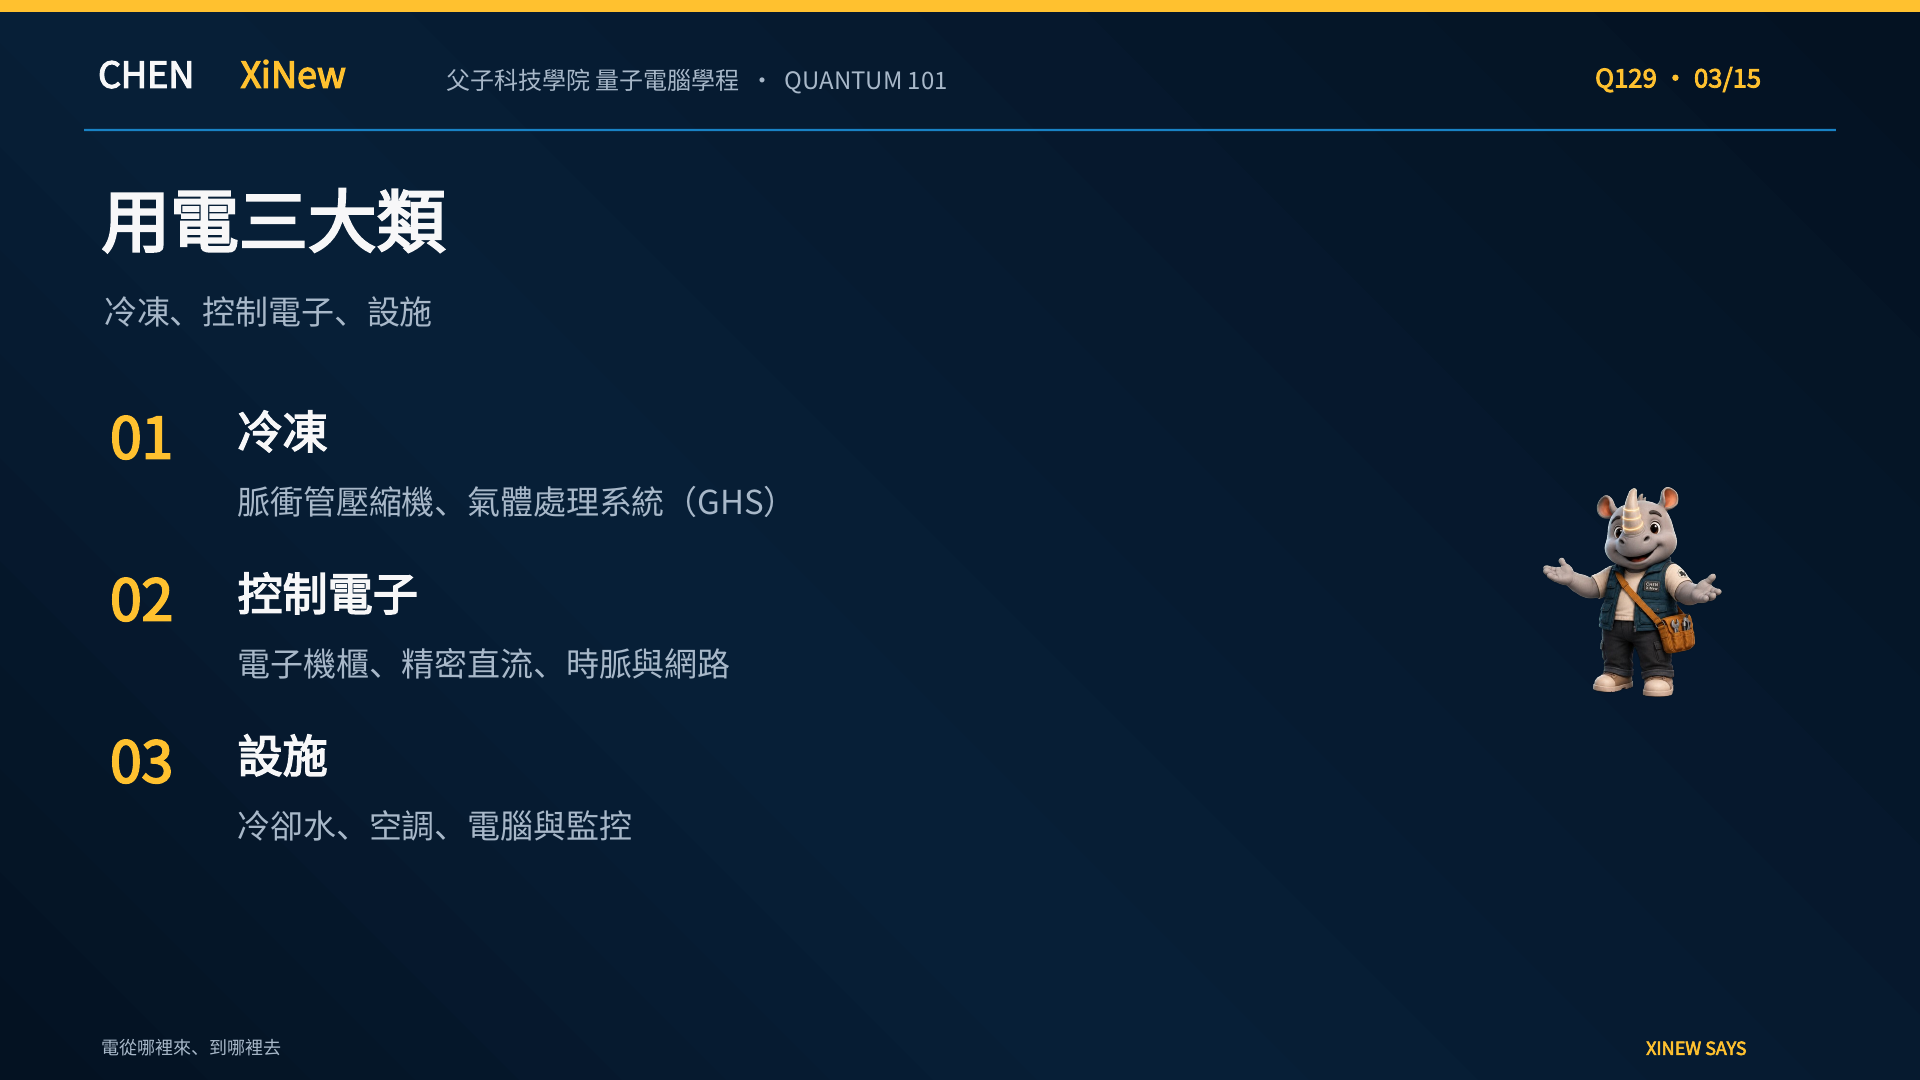 CHEN XiNew 父子科技學院 量子電腦學程 • QUANTUM 101 Q129 • 03/15
用電三大類
冷凍、控制電子、設施
01 冷凍
脈衝管壓縮機、氣體處理系統（GHS）
02 控制電子
電子機櫃、精密直流、時脈與網路
03 設施
冷卻水、空調、電腦與監控
電從哪裡來、到哪裡去
XINEW SAYS